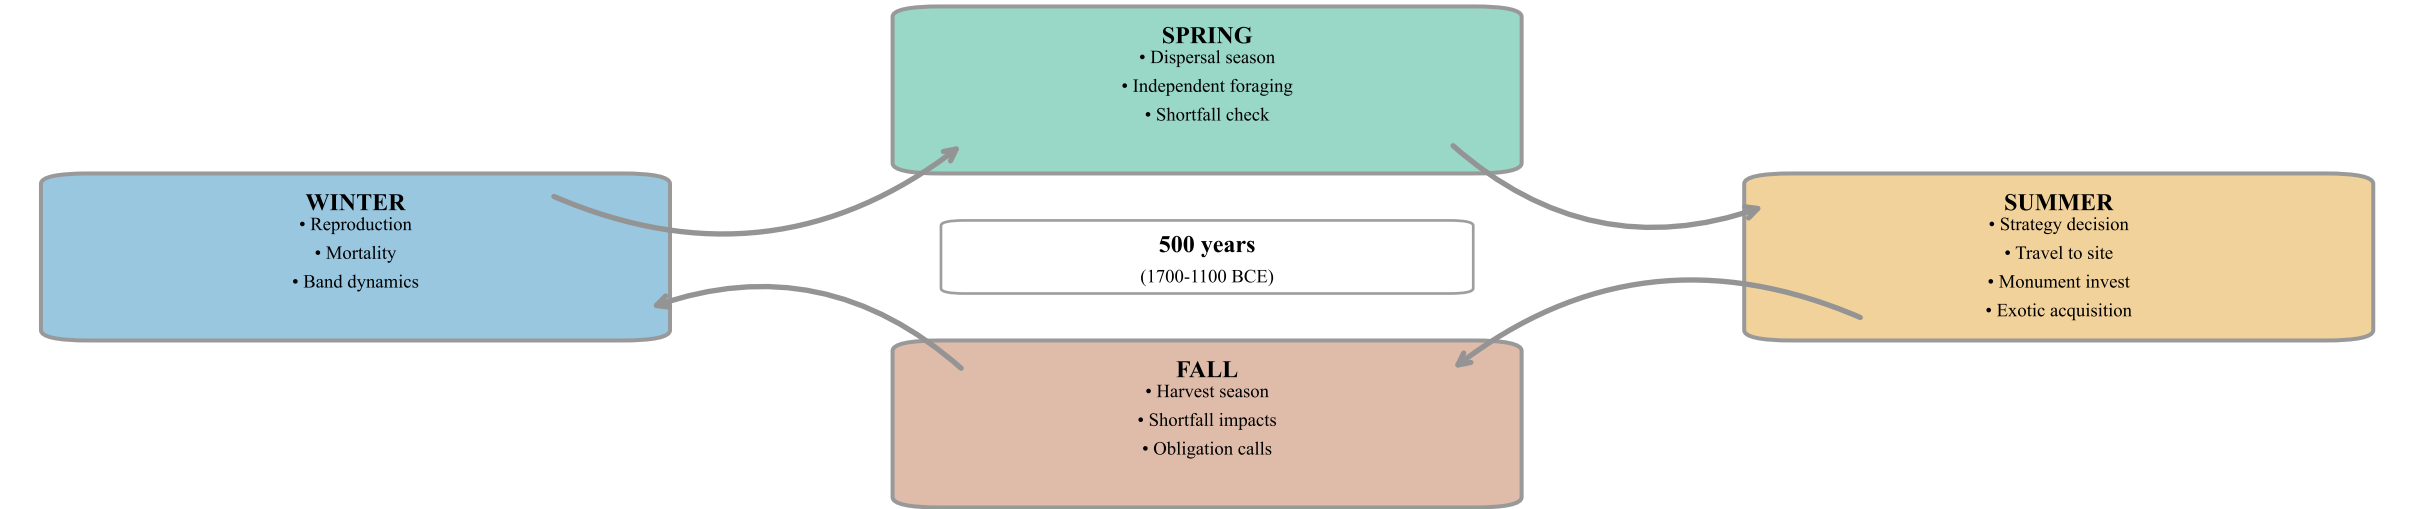 SPRING
• Dispersal season
• Independent foraging
• Shortfall check
WINTER
• Reproduction
• Mortality
• Band dynamics
500 years
(1700-1100 BCE)
SUMMER
• Strategy decision
• Travel to site
• Monument invest
• Exotic acquisition
FALL
• Harvest season
• Shortfall impacts
• Obligation calls